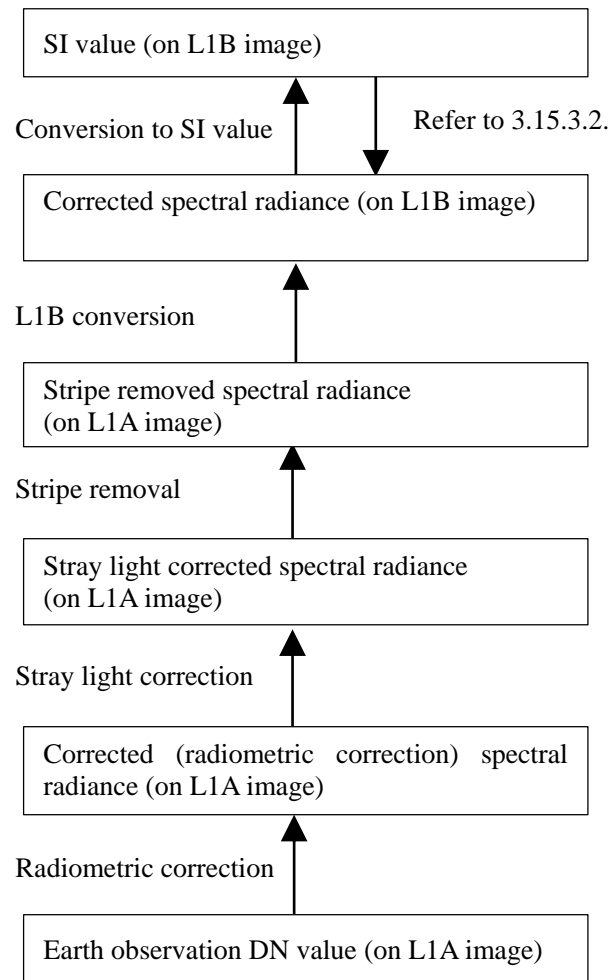 SI value (on L1B image)
Conversion to SI value
Refer to 3.15.3.2.
Corrected spectral radiance (on L1B image)
L1B conversion
Stripe removed spectral radiance
(on L1A image)
Stripe removal
Stray light corrected spectral radiance
(on L1A image)
Stray light correction
Corrected (radiometric correction) spectral
radiance (on L1A image)
Radiometric correction
Earth observation DN value (on L1A image)